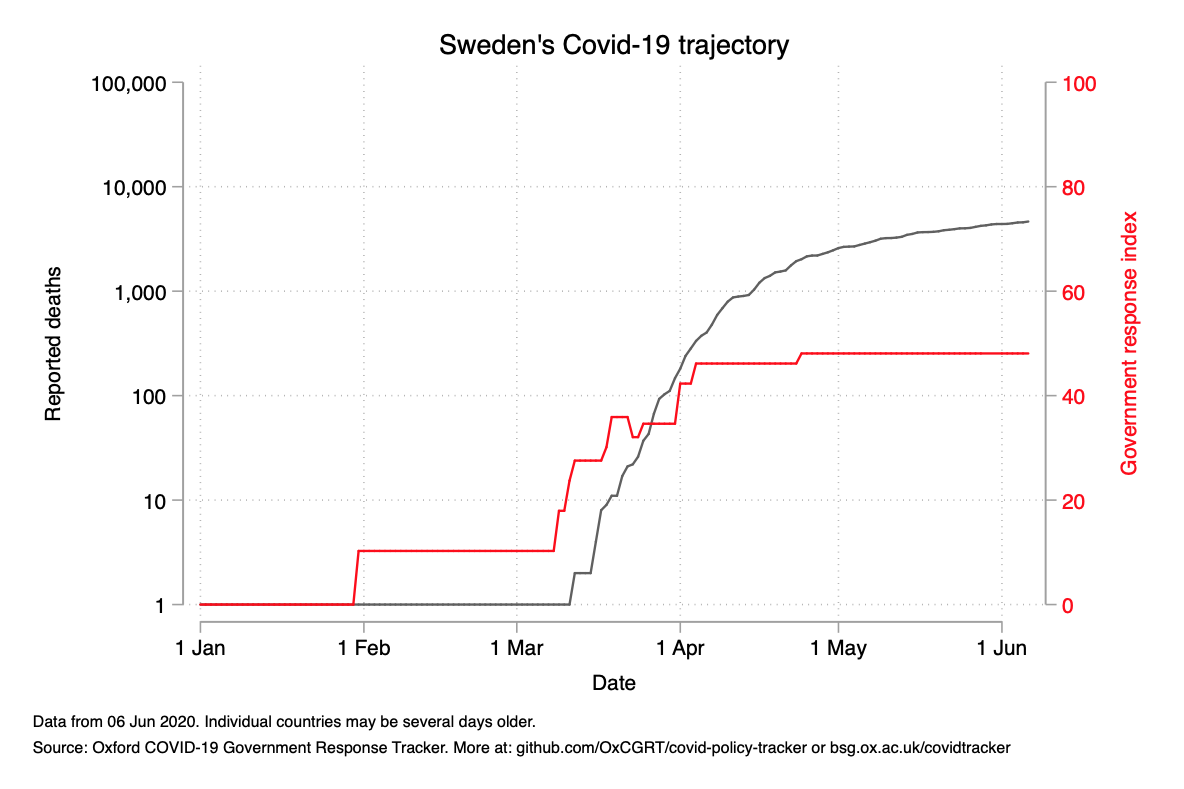 Sweden's Covid-19 trajectory
100,000
10,000
1,000
100
10
1
Reported deaths
100
80
60
40
20
0
Government response index
1 Jan
1 Feb
1 Mar
1 Apr
1 May
1 Jun
Date
Data from 06 Jun 2020. Individual countries may be several days older.
Source: Oxford COVID-19 Government Response Tracker. More at: github.com/OxCGRT/covid-policy-tracker or bsg.ox.ac.uk/covidtracker